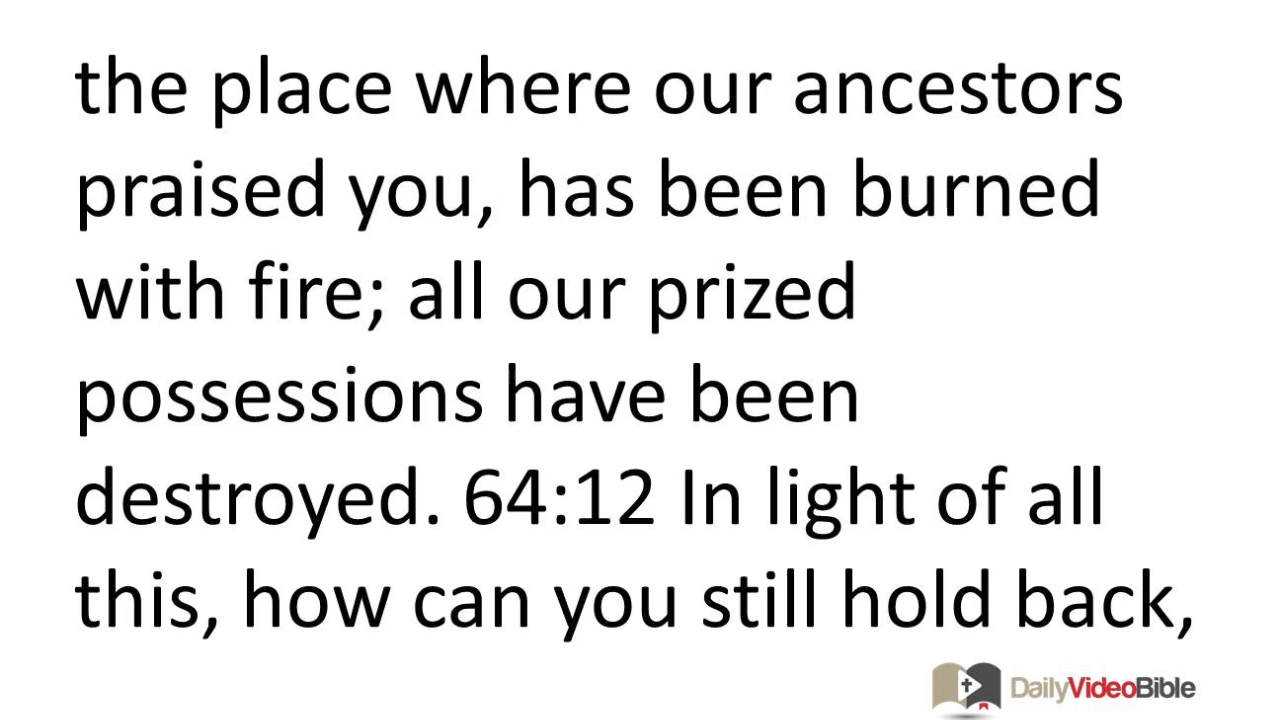 the place where our ancestors
praised you, has been burned
with fire; all our prized
possessions have been
destroyed. 64:12 In light of all
this, how can you still hold back,
DailyVideoBible